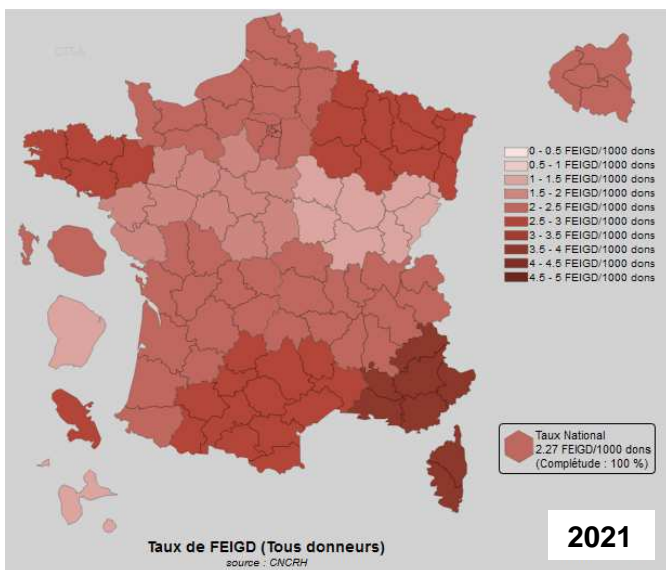 0 - 0.5 FEIGD/1000 dons
0.5 - 1 FEIGD/1000 dons
1 - 1.5 FEIGD/1000 dons
1.5 - 2 FEIGD/1000 dons
2 - 2.5 FEIGD/1000 dons
2.5 - 3 FEIGD/1000 dons
3 - 3.5 FEIGD/1000 dons
3.5 - 4 FEIGD/1000 dons
4 - 4.5 FEIGD/1000 dons
4.5 - 5 FEIGD/1000 dons
Taux National
2.27 FEIGD/1000 dons
(Complétude : 100 %)
Taux de FEIGD (Tous donneurs)
source : CNCRH
2021